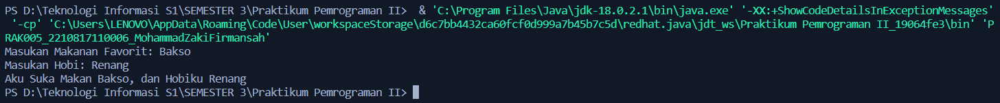 PS D:\Teknologi Informasi S1\SEMESTER 3\Praktikum Pemrograman II>  & 'C:\Program Files\Java\jdk-18.0.2.1\bin\java.exe' '-XX:+ShowCodeDetailsInExceptionMessages'
 '-cp' 'C:\Users\LENOVO\AppData\Roaming\Code\User\workspaceStorage\d6c7bb4432ca60fcf0d999a7b45b7c5d\redhat.java\jdt_ws\Praktikum Pemrograman II_19064fe3\bin' 'P
RAK005_2210817110006_MohammadZakiFirmansah'
Masukan Makanan Favorit: Bakso
Masukan Hobi: Renang
Aku Suka Makan Bakso, dan Hobiku Renang
PS D:\Teknologi Informasi S1\SEMESTER 3\Praktikum Pemrograman II>